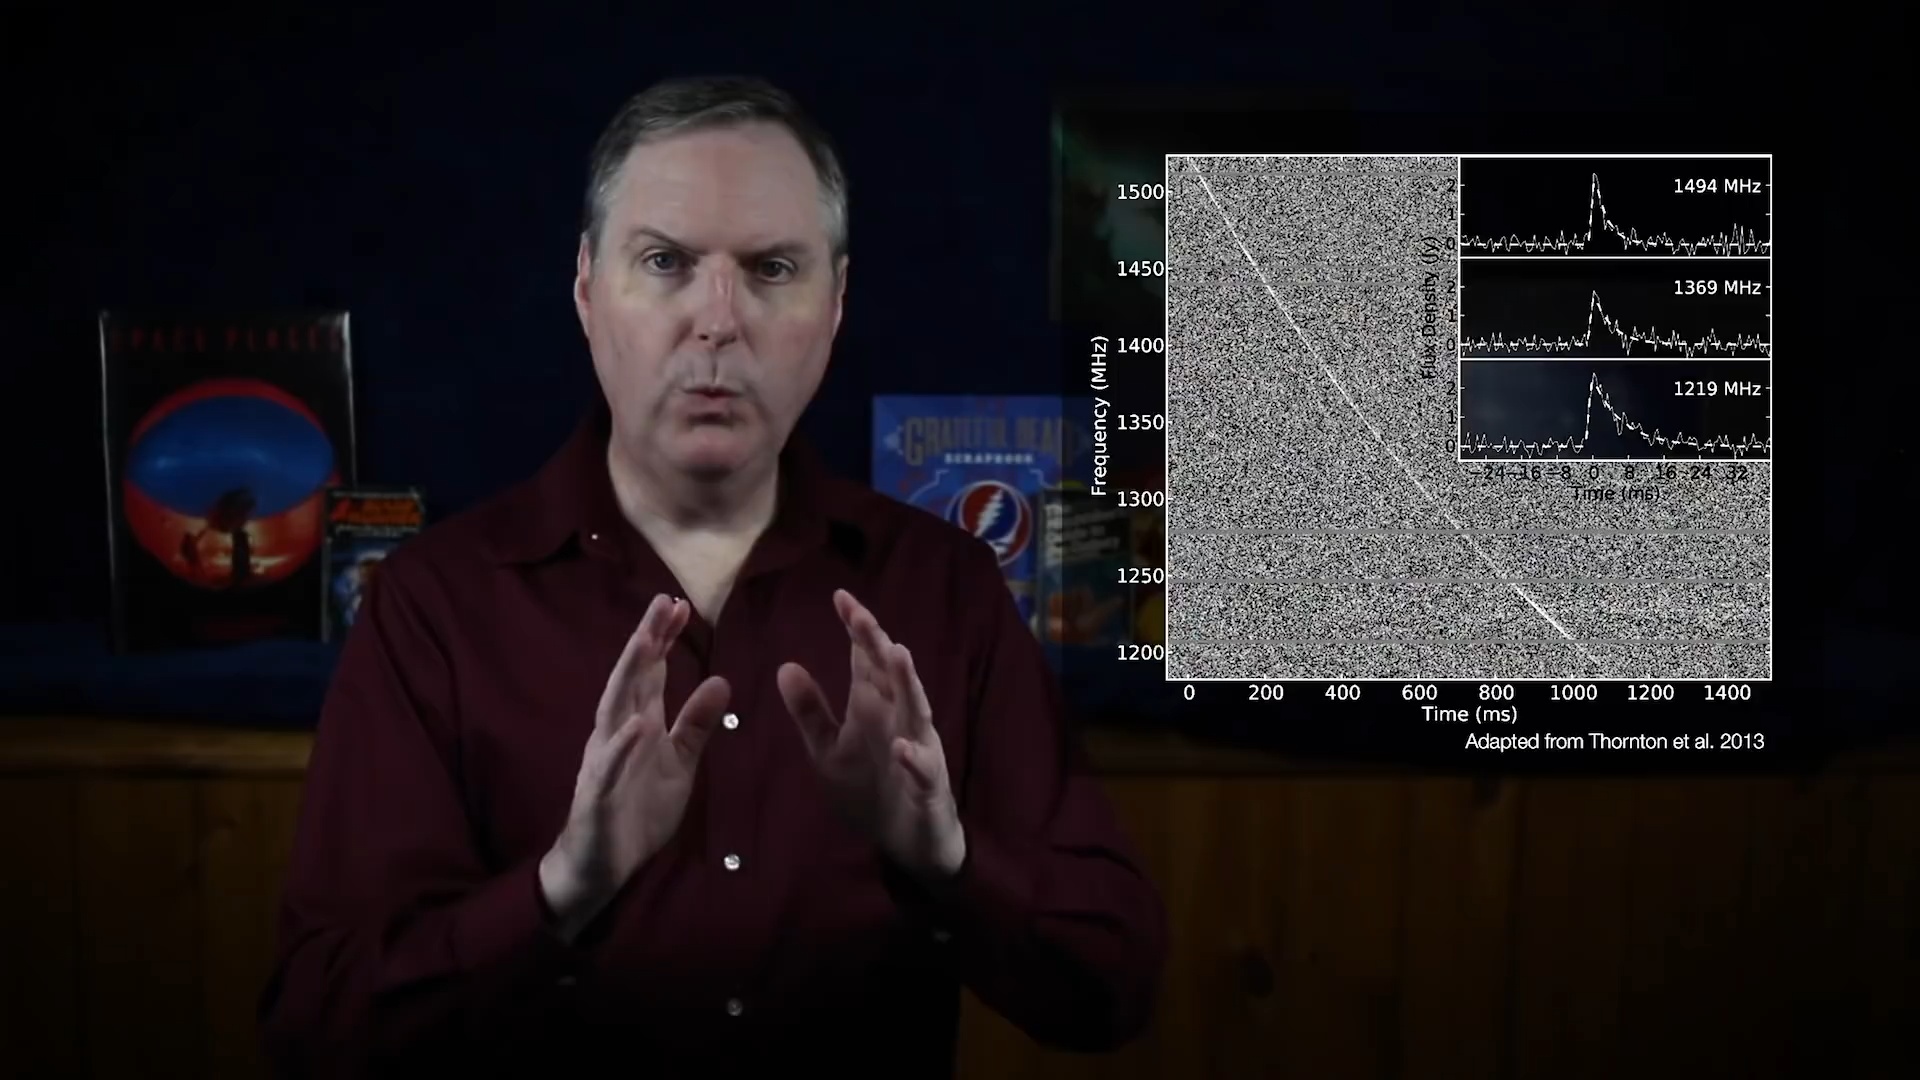 SPACE PLACES
GRATEFUL DEAD
SCRAPBOOK
1500
1450
1400
1350
1300
1250
1200
Frequency (MHz)
0 200 400 600 800 1000 1200 1400
Time (ms)
Flux Density (Jy)
2
1
0
1494 MHz
2
1
0
1369 MHz
2
1
0
1219 MHz
−24 −16 −8 0 8 16 24 32
Time (ms)
Adapted from Thornton et al. 2013